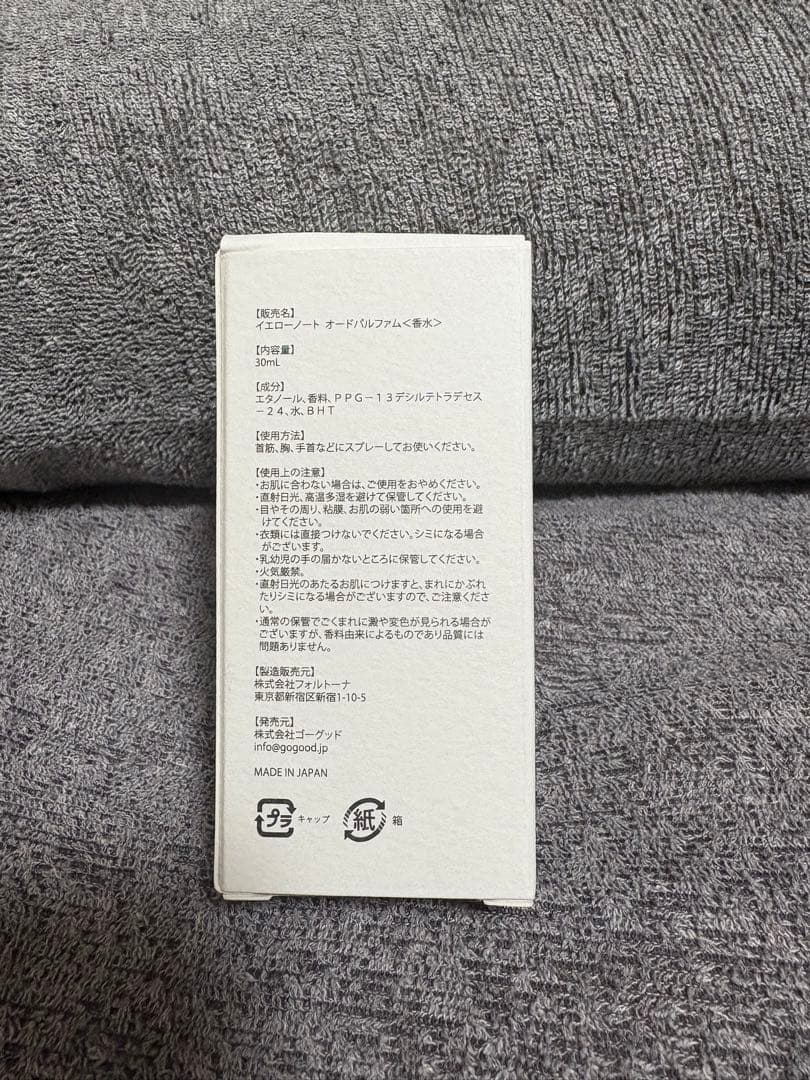 【販売名】
イエローノート オードパルファム＜香水＞
【内容量】
30mL
【成分】
エタノール、香料、ＰＰＧ－１３デシルテトラデセス
－２４、水、ＢＨＴ
【使用方法】
首筋、胸、手首などにスプレーしてお使いください。
【使用上の注意】
・お肌に合わない場合は、ご使用をおやめください。
・直射日光、高温多湿を避けて保管してください。
・目やその周り、粘膜、お肌の弱い箇所への使用を避
けてください。
・衣類には直接つけないでください。シミになる場合
がございます。
・乳幼児の手の届かないところに保管してください。
・火気厳禁。
・直射日光のあたるお肌につけますと、まれにかぶれ
たりシミになる場合がございますので、ご注意くださ
い。
・通常の保管でごくまれに澱や変色が見られる場合が
ございますが、香料由来によるものであり品質には
問題ありません。
【製造販売元】
株式会社フォルトーナ
東京都新宿区新宿1-10-5
【発売元】
株式会社ゴーグッド
info@gogood.jp
MADE IN JAPAN
プラ キャップ 紙 箱